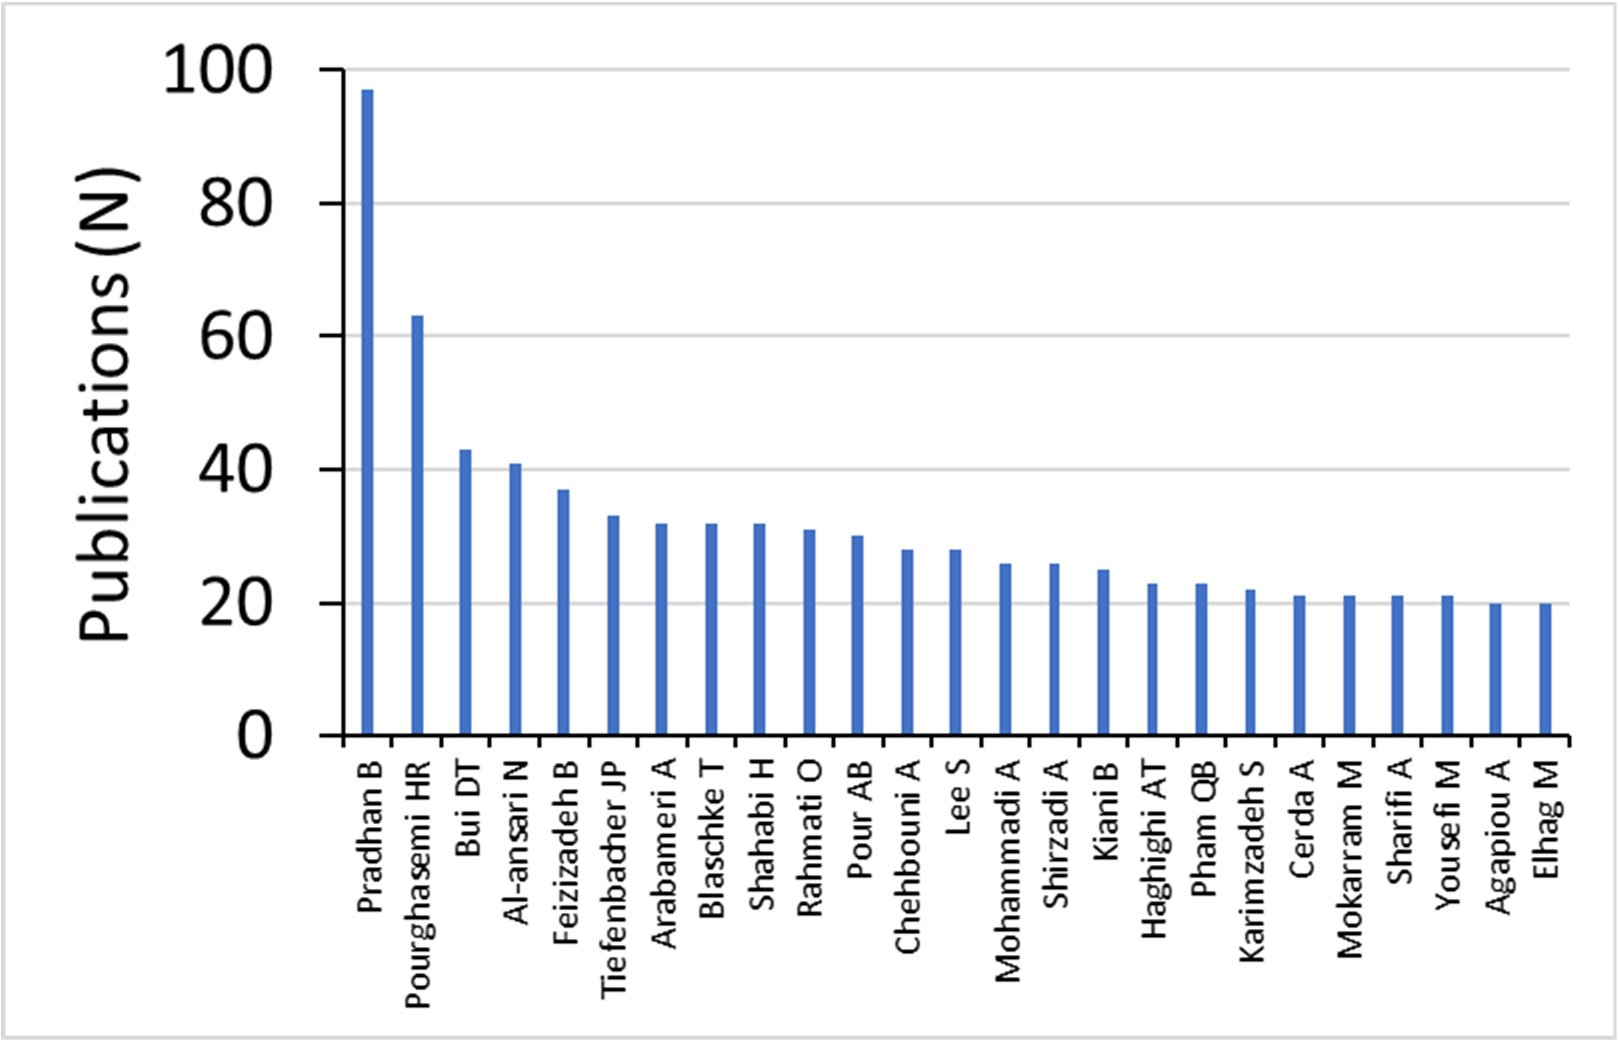 Publications (N)
100
80
60
40
20
0
Pradhan B
Pourghasemi HR
Bui DT
Al-ansari N
Feizizadeh B
Tiefenbacher JP
Arabameri A
Blaschke T
Shahabi H
Rahmati O
Pour AB
Chehbouni A
Lee S
Mohammadi A
Shirzadi A
Kiani B
Haghighi AT
Pham QB
Karimzadeh S
Cerda A
Mokarram M
Sharifi A
Yousefi M
Agapiou A
Elhag M